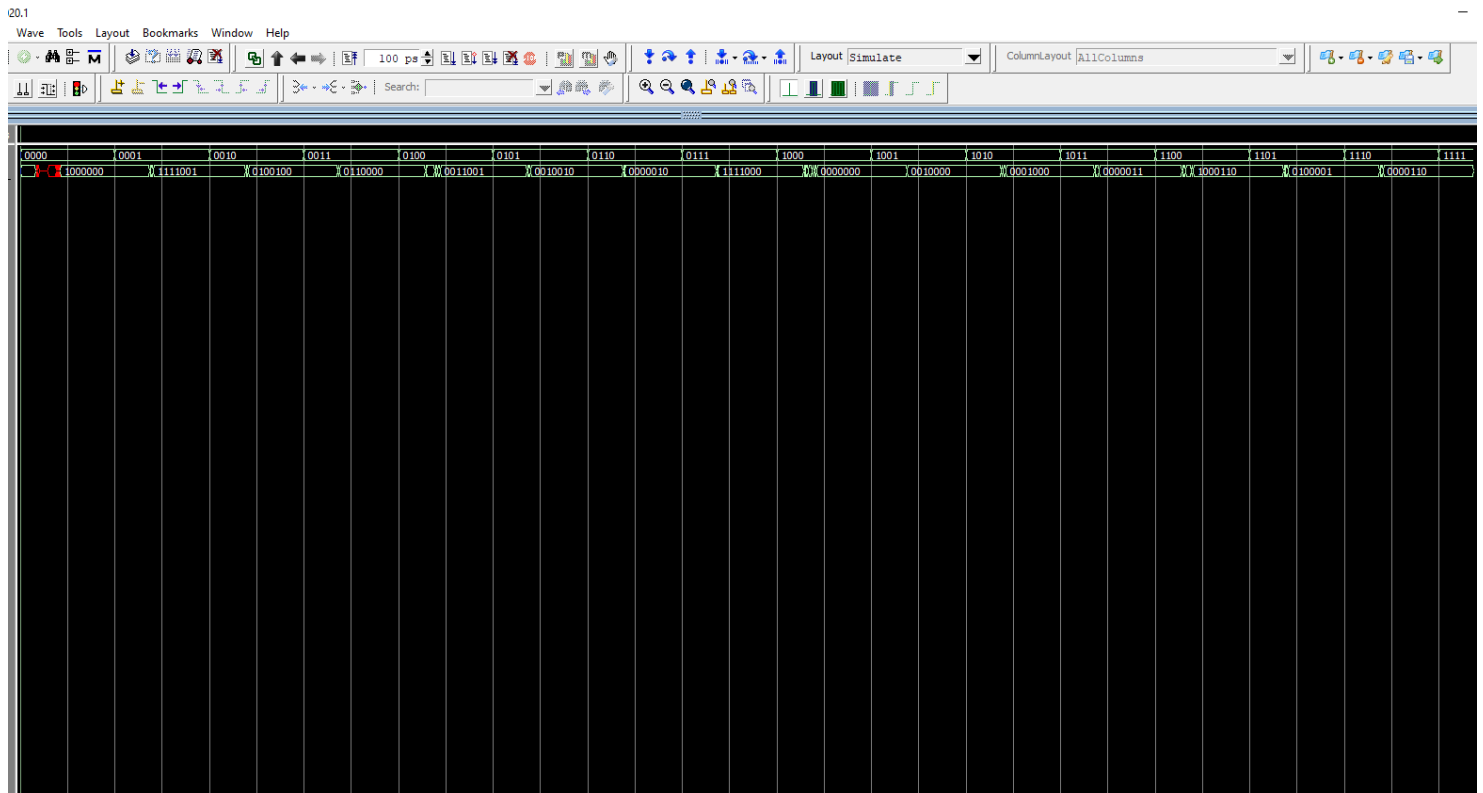 020.1
Wave Tools Layout Bookmarks Window Help
100 ps Layout Simulate ColumnLayout AllColumns
Search:
0000 0001 0010 0011 0100 0101 0110 0111 1000 1001 1010 1011 1100 1101 1110 1111
1000000 1111001 0100100 0110000 0011001 0010010 0000010 1111000 0000000 0010000 0001000 0000011 1000110 0100001 0000110